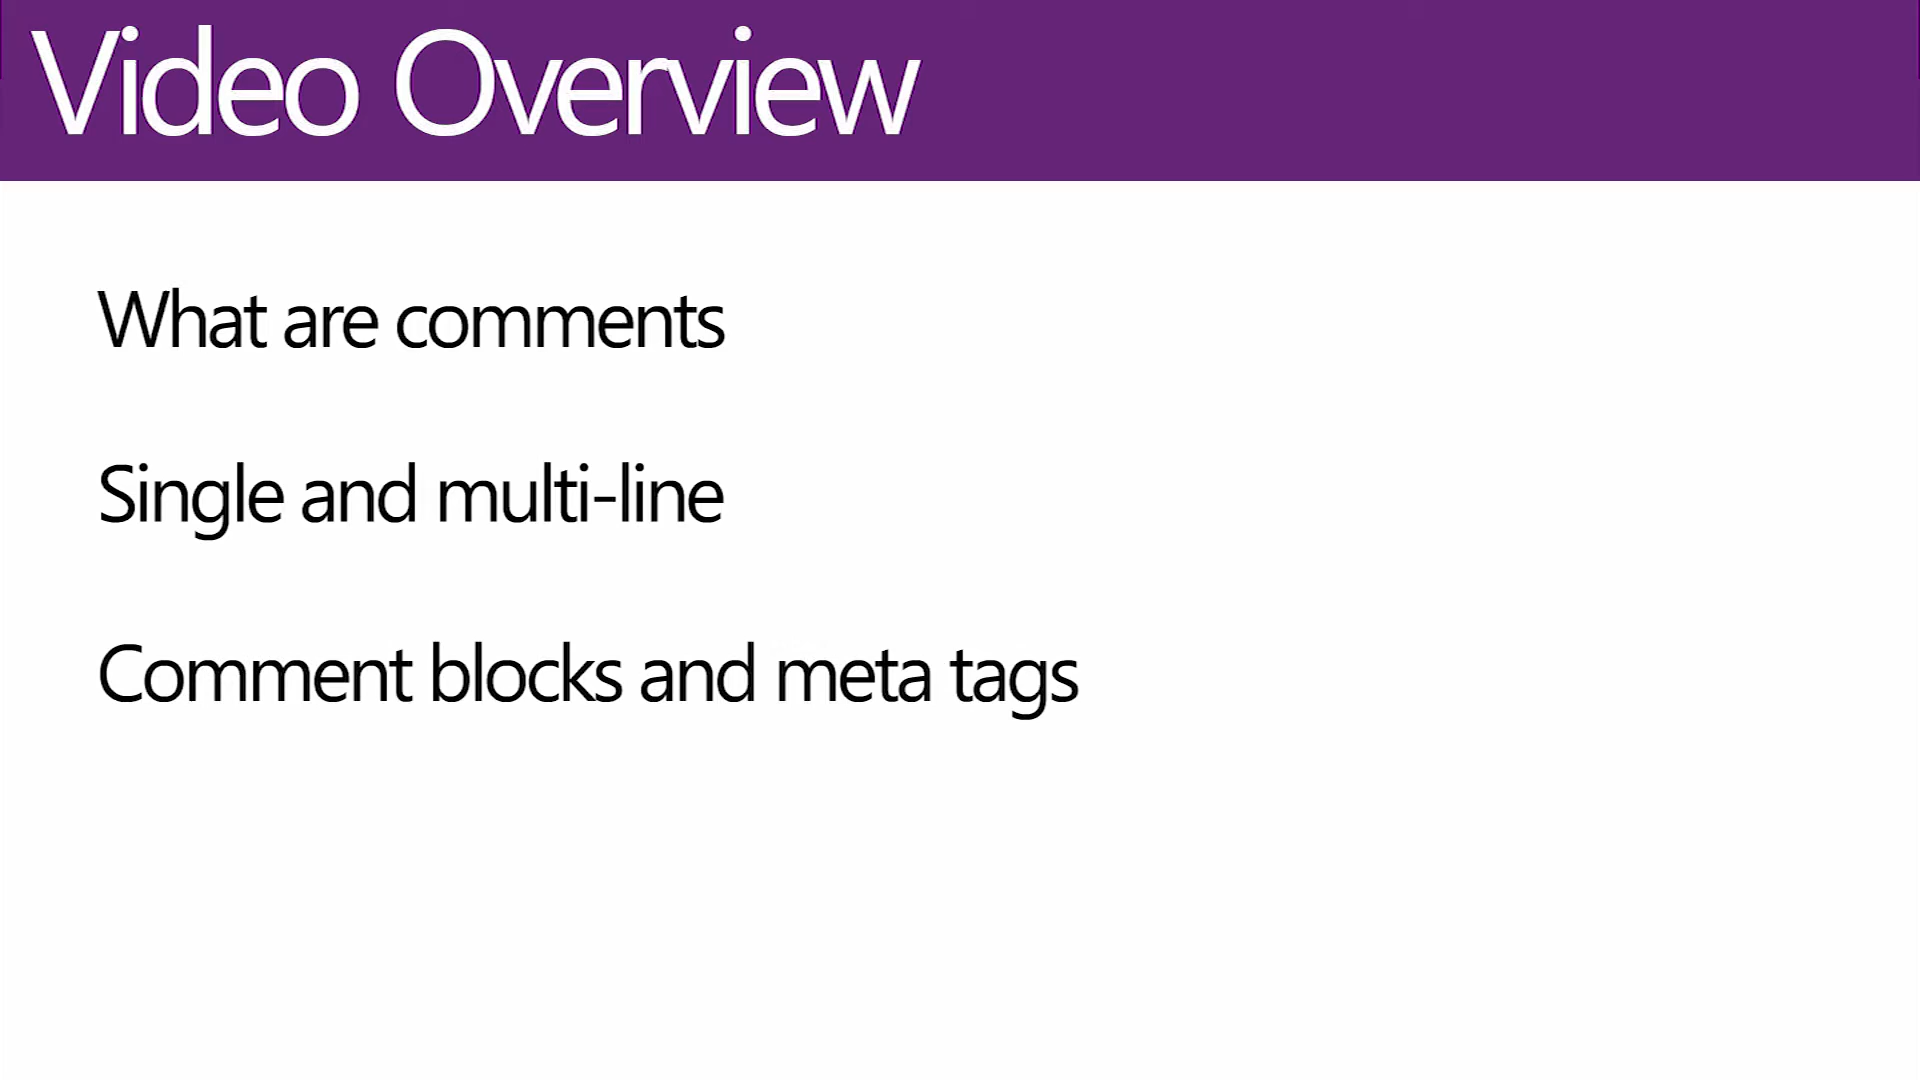 Video Overview
What are comments
Single and multi-line
Comment blocks and meta tags